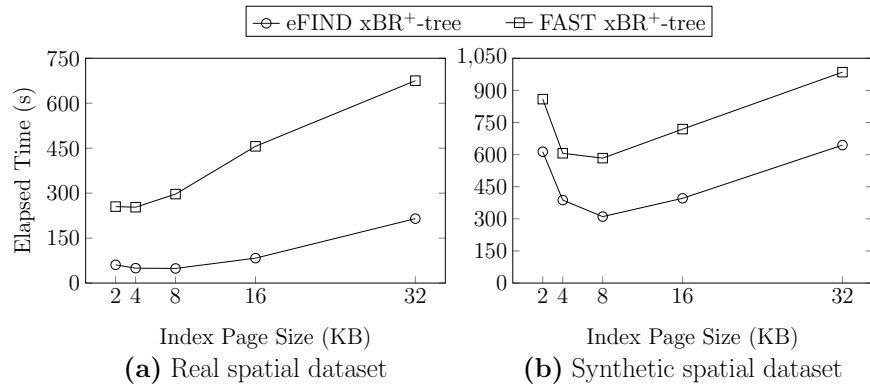 eFIND xBR⁺-tree FAST xBR⁺-tree
Elapsed Time (s)
750
450
300
150
0
2 4 8 16 32
Index Page Size (KB)
(a) Real spatial dataset
1,050
900
750
600
450
300
150
0
2 4 8 16 32
Index Page Size (KB)
(b) Synthetic spatial dataset